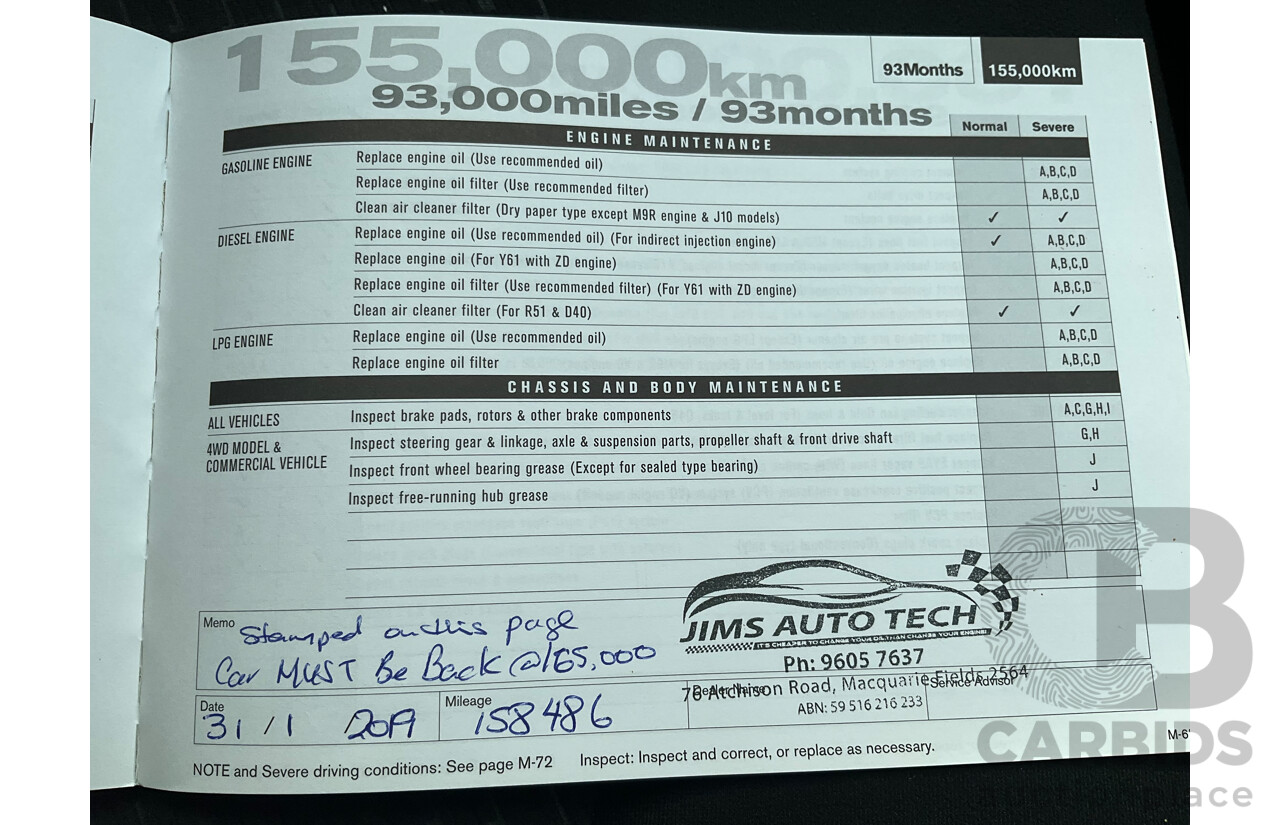 155,000km
93,000miles / 93months
93Months 155,000km
Normal Severe
ENGINE MAINTENANCE
GASOLINE ENGINE Replace engine oil (Use recommended oil) A,B,C,D
Replace engine oil filter (Use recommended filter) A,B,C,D
Clean air cleaner filter (Dry paper type except M9R engine & J10 models) ✓ ✓
DIESEL ENGINE Replace engine oil (Use recommended oil) (For indirect injection engine) ✓ A,B,C,D
Replace engine oil (For Y61 with ZD engine) A,B,C,D
Replace engine oil filter (Use recommended filter) (For Y61 with ZD engine) A,B,C,D
Clean air cleaner filter (For R51 & D40) ✓ ✓
LPG ENGINE Replace engine oil (Use recommended oil) A,B,C,D
Replace engine oil filter A,B,C,D
CHASSIS AND BODY MAINTENANCE
ALL VEHICLES Inspect brake pads, rotors & other brake components A,C,G,H,I
4WD MODEL & COMMERCIAL VEHICLE Inspect steering gear & linkage, axle & suspension parts, propeller shaft & front drive shaft G,H
Inspect front wheel bearing grease (Except for sealed type bearing) J
Inspect free-running hub grease J
Memo Stamped on this page
Car MUST Be Back @165,000
JIMS AUTO TECH
IT'S CHEAPER TO CHANGE YOUR OIL THAN CHANGE YOUR ENGINE!
Ph: 9605 7637
76 Atchison Road, Macquarie Fields 2564
ABN: 59 516 216 233
Dealer Name Service Advisor
Date 31/1 2019
Mileage 158486
NOTE and Severe driving conditions: See page M-72 Inspect: Inspect and correct, or replace as necessary.
CARBIDS